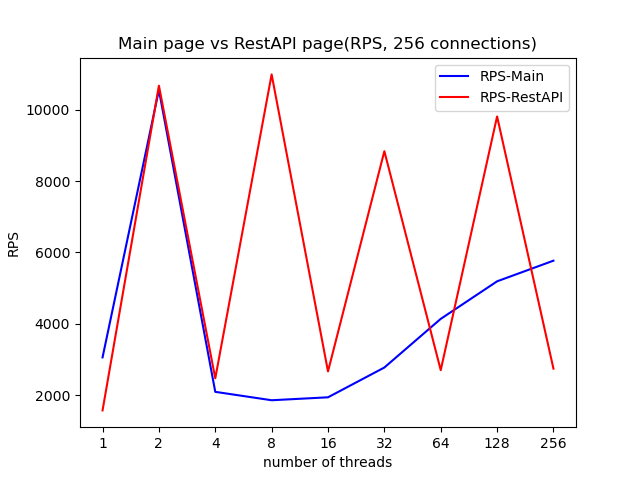 Main page vs RestAPI page(RPS, 256 connections)
RPS-Main
RPS-RestAPI
10000
8000
6000
4000
2000
RPS
1 2 4 8 16 32 64 128 256
number of threads